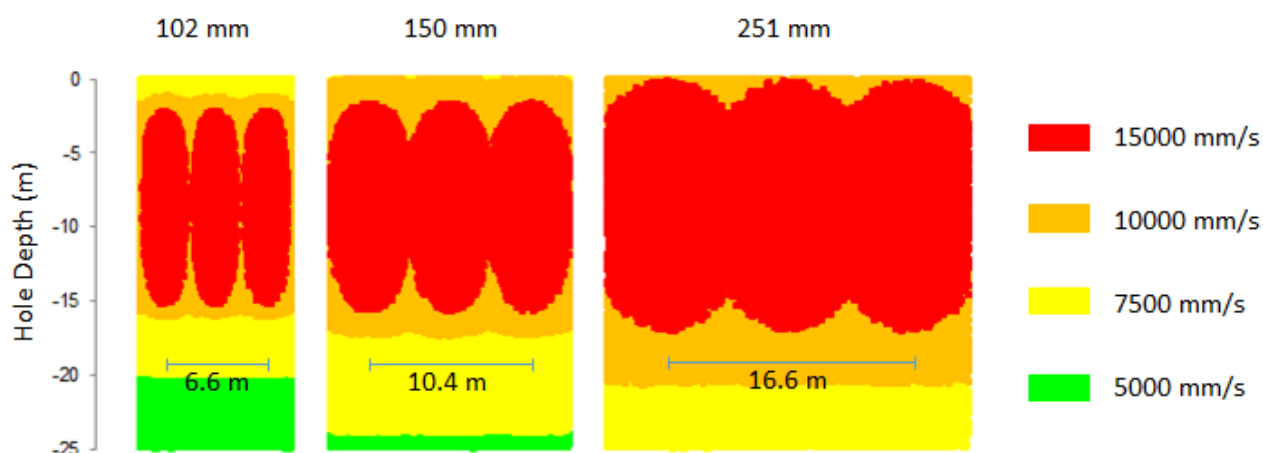 102 mm
150 mm
251 mm
Hole Depth (m)
0
-5
-10
-15
-20
-25
6.6 m
10.4 m
16.6 m
15000 mm/s
10000 mm/s
7500 mm/s
5000 mm/s